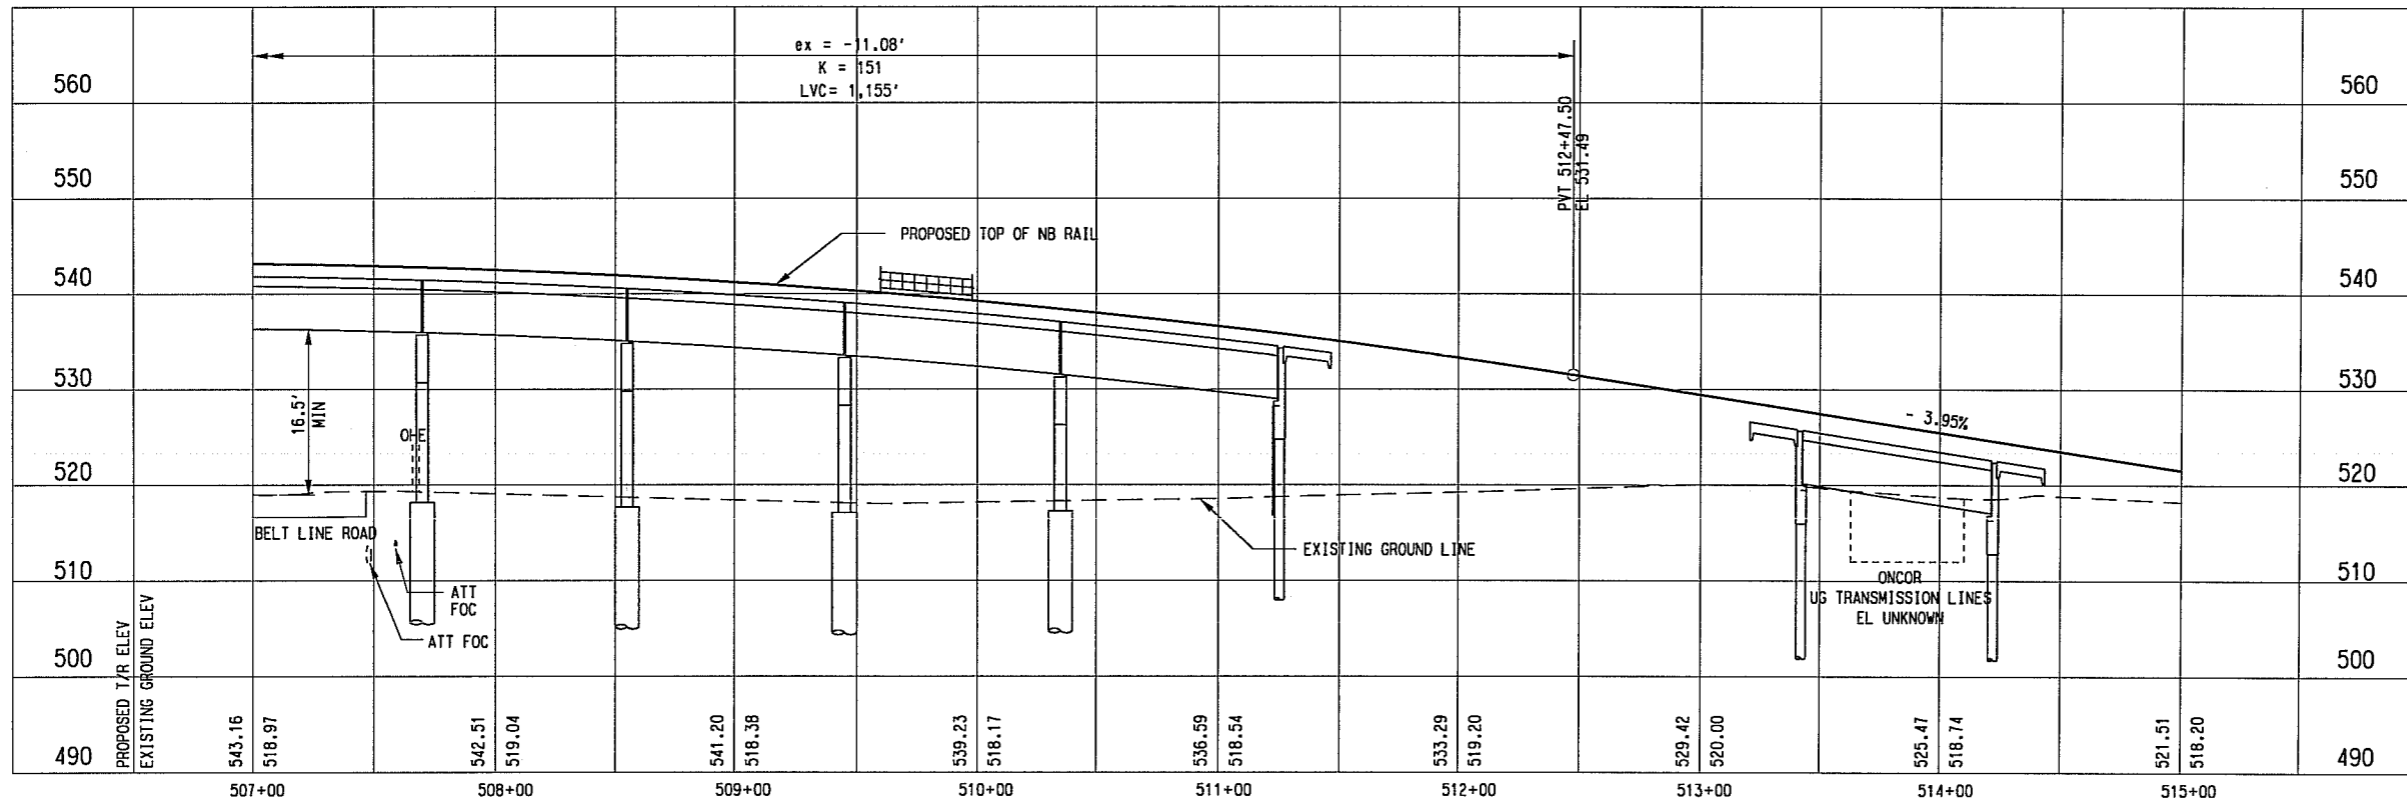 ex = -11.08'
K = 151
LVC= 1,155'
560
560
PVT 512+47.50
EL 531.49
550
550
PROPOSED TOP OF NB RAIL
540
540
16.5'
MIN
OHE
530
530
- 3.95%
520
520
BELT LINE ROAD
EXISTING GROUND LINE
510
510
ATT
FOC
ATT FOC
ONCOR
UG TRANSMISSION LINES
EL UNKNOWN
500
500
PROPOSED T/R ELEV
EXISTING GROUND ELEV
543.16
518.97
542.51
519.04
541.20
518.38
539.23
518.17
536.59
518.54
533.29
519.20
529.42
520.00
525.47
518.74
521.51
518.20
490
490
507+00
508+00
509+00
510+00
511+00
512+00
513+00
514+00
515+00